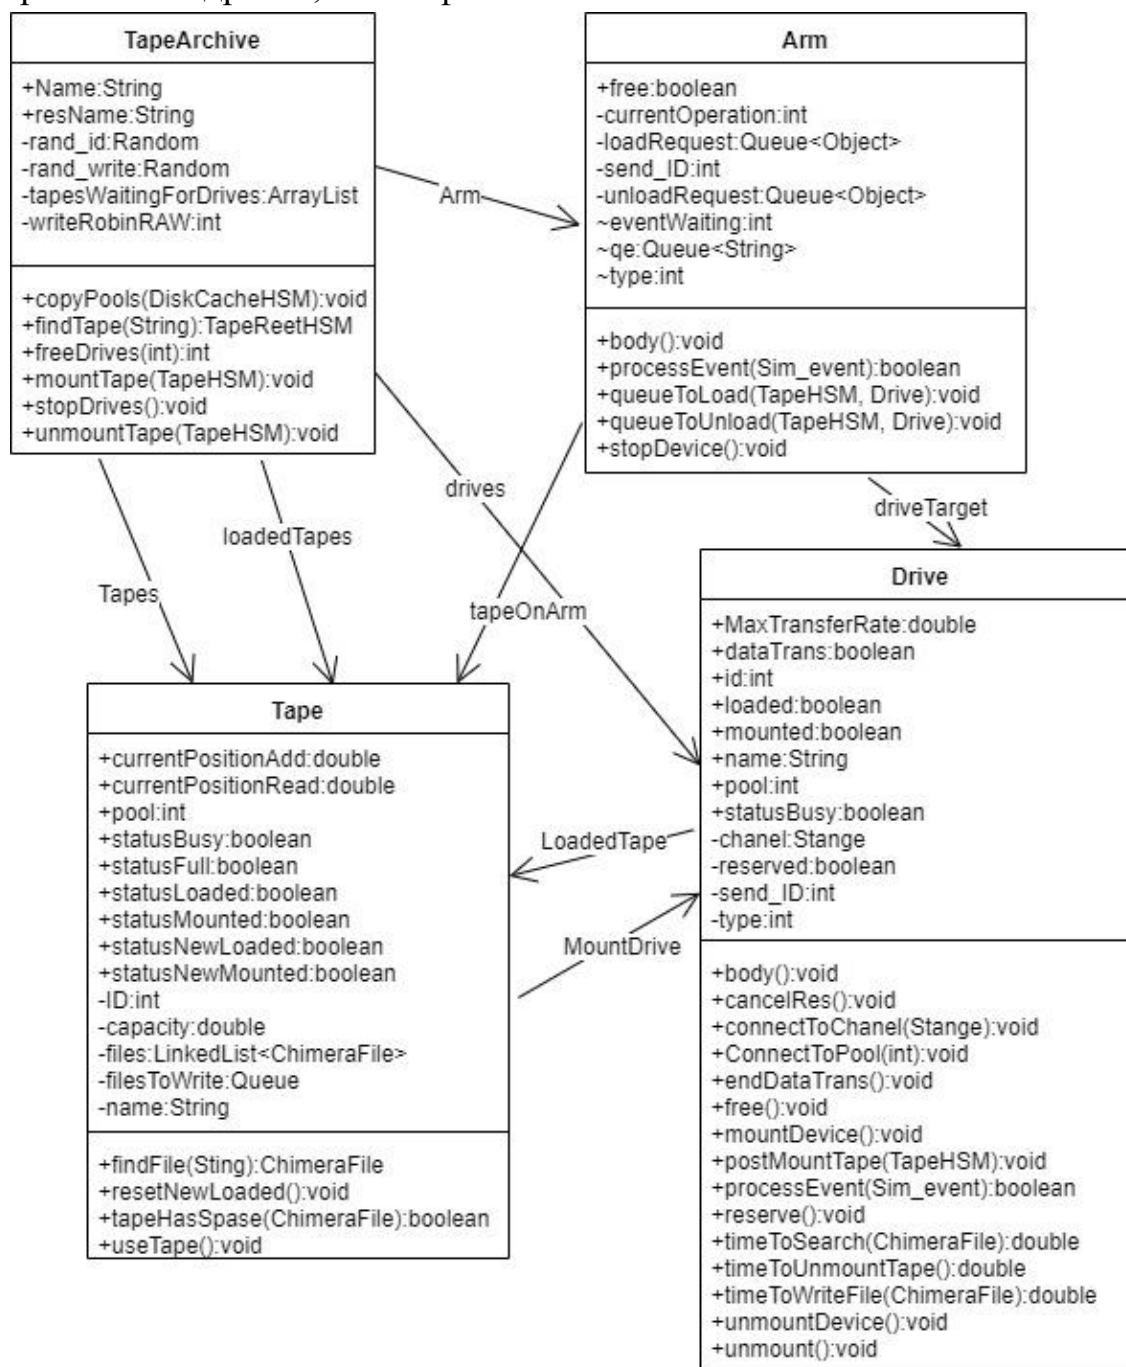 TapeArchive
+Name:String
+resName:String
-rand_id:Random
-rand_write:Random
-tapesWaitingForDrives:ArrayList
-writeRobinRAW:int
+copyPools(DiskCacheHSM):void
+findTape(String):TapeReetHSM
+freeDrives(int):int
+mountTape(TapeHSM):void
+stopDrives():void
+unmountTape(TapeHSM):void
Arm
Arm
+free:boolean
-currentOperation:int
-loadRequest:Queue<Object>
-send_ID:int
-unloadRequest:Queue<Object>
~eventWaiting:int
~qe:Queue<String>
~type:int
+body():void
+processEvent(Sim_event):boolean
+queueToLoad(TapeHSM, Drive):void
+queueToUnload(TapeHSM, Drive):void
+stopDevice():void
drives
driveTarget
loadedTapes
Tapes
tapeOnArm
Tape
+currentPositionAdd:double
+currentPositionRead:double
+pool:int
+statusBusy:boolean
+statusFull:boolean
+statusLoaded:boolean
+statusMounted:boolean
+statusNewLoaded:boolean
+statusNewMounted:boolean
-ID:int
-capacity:double
-files:LinkedList<ChimeraFile>
-filesToWrite:Queue
-name:String
+findFile(Sting):ChimeraFile
+resetNewLoaded():void
+tapeHasSpase(ChimeraFile):boolean
+useTape():void
LoadedTape
MountDrive
Drive
+MaxTransferRate:double
+dataTrans:boolean
+id:int
+loaded:boolean
+mounted:boolean
+name:String
+pool:int
+statusBusy:boolean
-chanel:Stange
-reserved:boolean
-send_ID:int
-type:int
+body():void
+cancelRes():void
+connectToChanel(Stange):void
+ConnectToPool(int):void
+endDataTrans():void
+free():void
+mountDevice():void
+postMountTape(TapeHSM):void
+processEvent(Sim_event):boolean
+reserve():void
+timeToSearch(ChimeraFile):double
+timeToUnmountTape():double
+timeToWriteFile(ChimeraFile):double
+unmountDevice():void
+unmount():void